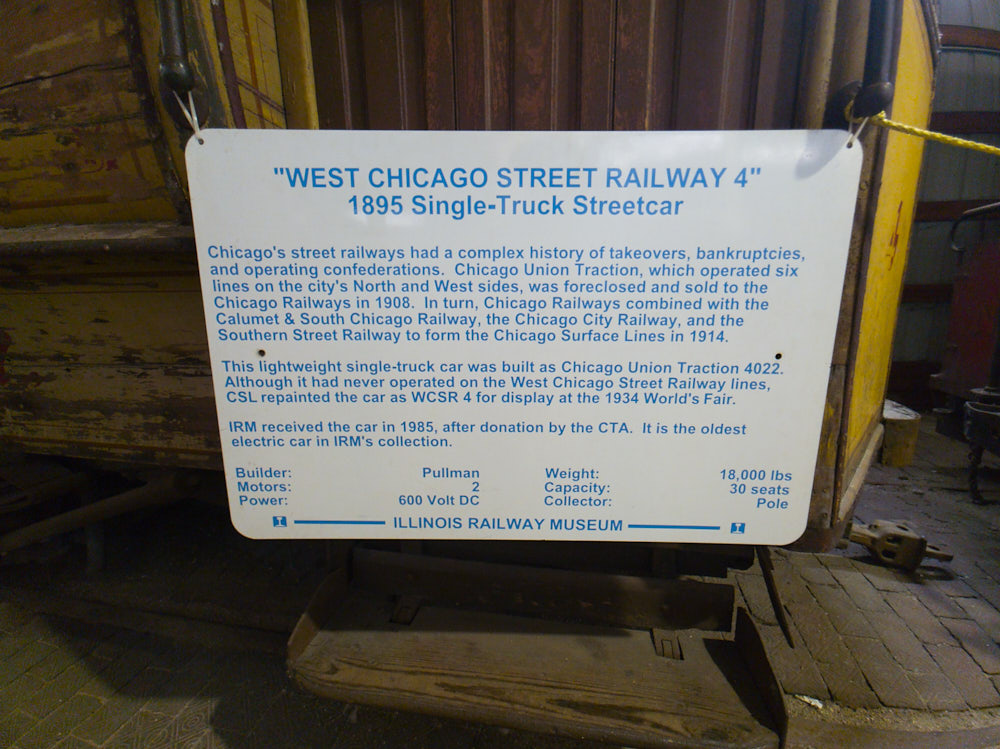 "WEST CHICAGO STREET RAILWAY 4"
1895 Single-Truck Streetcar
Chicago's street railways had a complex history of takeovers, bankruptcies,
and operating confederations. Chicago Union Traction, which operated six
lines on the city's North and West sides, was foreclosed and sold to the
Chicago Railways in 1908. In turn, Chicago Railways combined with the
Calumet & South Chicago Railway, the Chicago City Railway, and the
Southern Street Railway to form the Chicago Surface Lines in 1914.
This lightweight single-truck car was built as Chicago Union Traction 4022.
Although it had never operated on the West Chicago Street Railway lines,
CSL repainted the car as WCSR 4 for display at the 1934 World's Fair.
IRM received the car in 1985, after donation by the CTA. It is the oldest
electric car in IRM's collection.
Builder: Pullman Weight: 18,000 lbs
Motors: 2 Capacity: 30 seats
Power: 600 Volt DC Collector: Pole
ILLINOIS RAILWAY MUSEUM